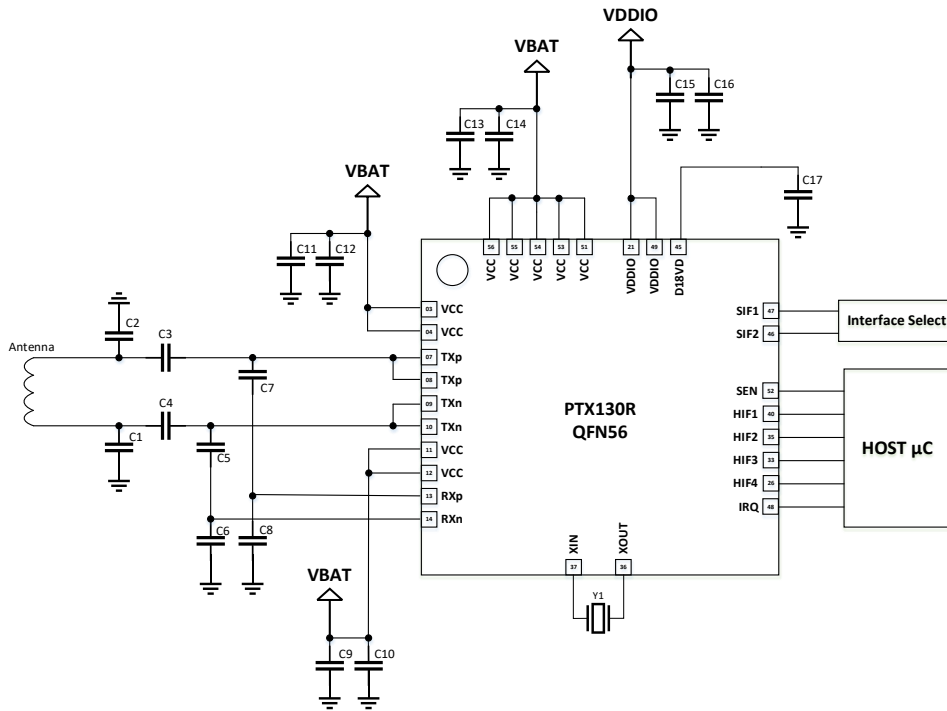 VDDIO
VBAT
C15 C16
C13 C14
VBAT
C17
C11 C12
56 55 54 53 51 21 49 45
VCC VCC VCC VCC VCC VDDIO VDDIO D18VD
03 VCC
04 VCC
SIF1 47
SIF2 46
Interface Select
C2 C3
Antenna
07 TXp
08 TXp
C7
C4
09 TXn
10 TXn
C1
C5
11 VCC
12 VCC
13 RXp
14 RXn
C6 C8
PTX130R
QFN56
SEN 52
HIF1 40
HIF2 35
HIF3 33
HIF4 26
IRQ 48
HOST µC
XIN XOUT
37 36
Y1
VBAT
C9 C10